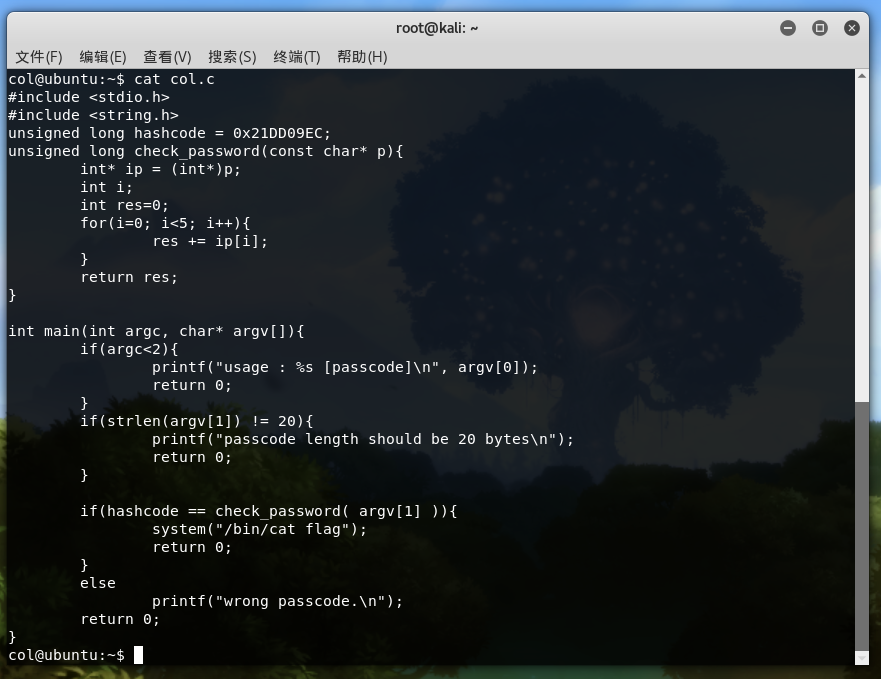 root@kali: ~
文件(F) 编辑(E) 查看(V) 搜索(S) 终端(T) 帮助(H)
col@ubuntu:~$ cat col.c
#include <stdio.h>
#include <string.h>
unsigned long hashcode = 0x21DD09EC;
unsigned long check_password(const char* p){
        int* ip = (int*)p;
        int i;
        int res=0;
        for(i=0; i<5; i++){
                res += ip[i];
        }
        return res;
}

int main(int argc, char* argv[]){
        if(argc<2){
                printf("usage : %s [passcode]\n", argv[0]);
                return 0;
        }
        if(strlen(argv[1]) != 20){
                printf("passcode length should be 20 bytes\n");
                return 0;
        }

        if(hashcode == check_password( argv[1] )){
                system("/bin/cat flag");
                return 0;
        }
        else
                printf("wrong passcode.\n");
        return 0;
}
col@ubuntu:~$